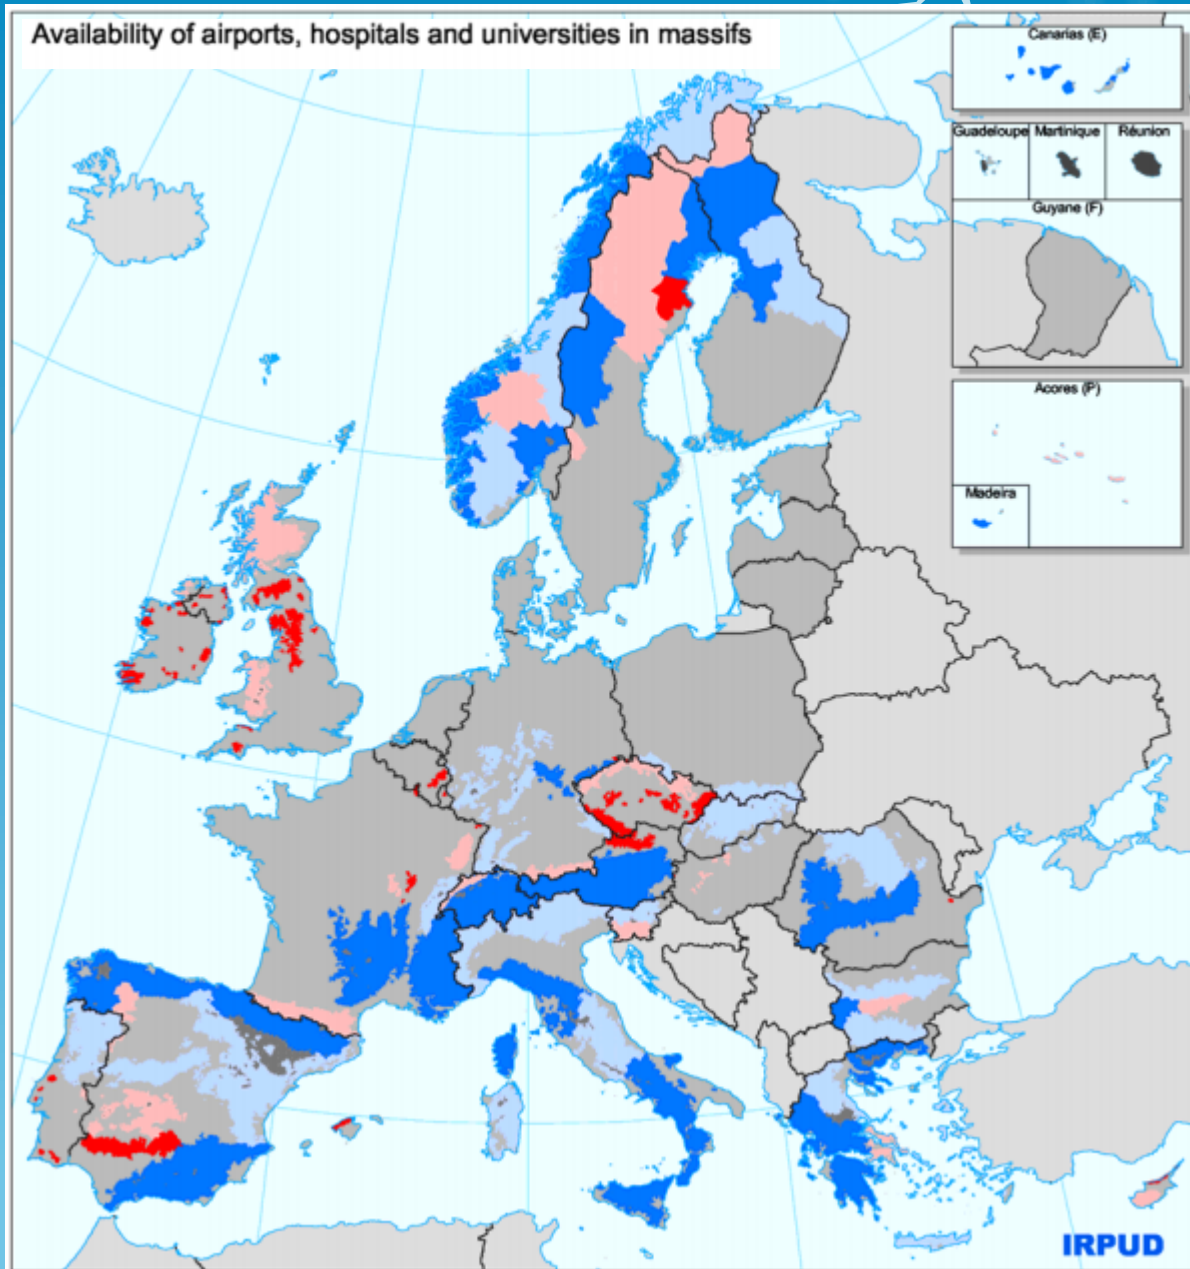 Availability of airports, hospitals and universities in massifs
Canarias (E)
Guadeloupe
Martinique
Réunion
Guyane (F)
Acores (P)
Madeira
IRPUD